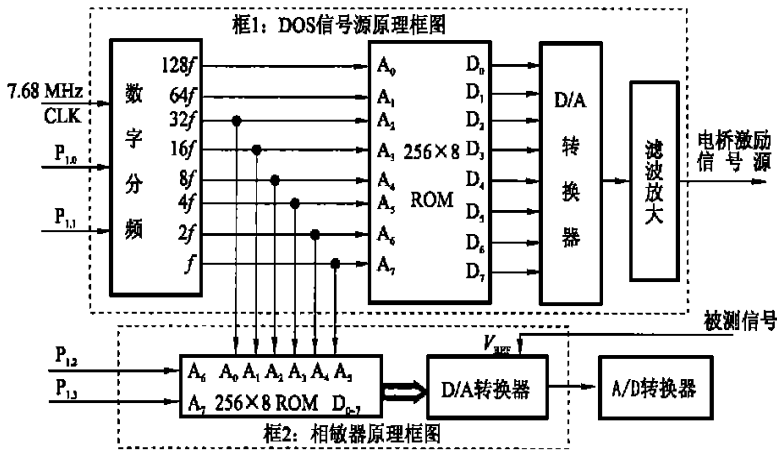 框1：DOS信号源原理框图
7.68 MHz
CLK
P1.0
P1.1
数字分频
128f
64f
32f
16f
8f
4f
2f
f
A0
A1
A2
A3
A4
A5
A6
A7
256×8
ROM
D0
D1
D2
D3
D4
D5
D6
D7
D/A
转换器
滤波放大
电桥激励
信号源
被测信号
VREF
P1.2
P1.3
A6 A0 A1 A2 A3 A4 A5
A7 256×8 ROM D0-7
D/A转换器
A/D转换器
框2：相敏器原理框图